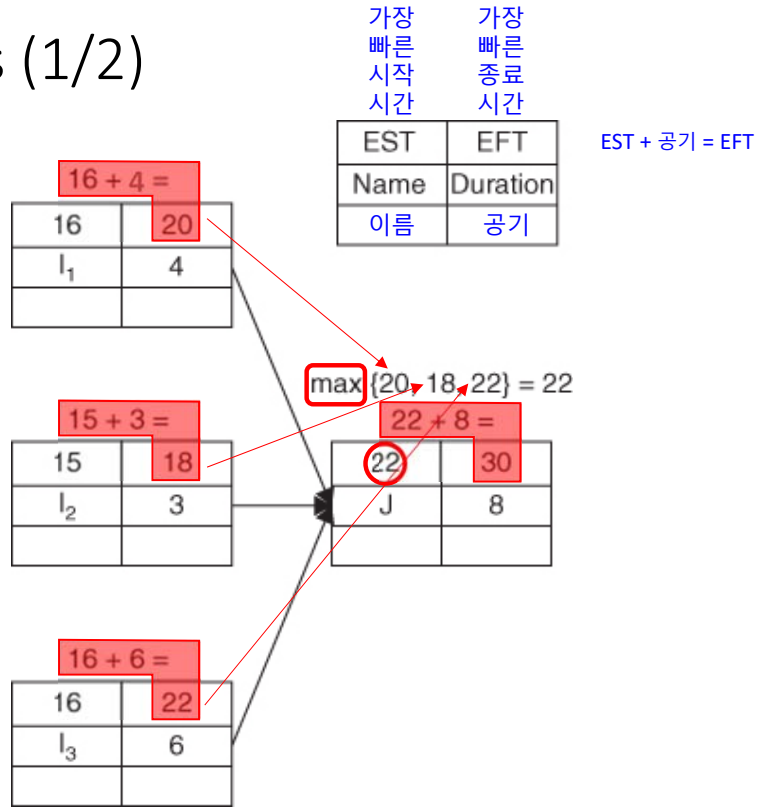 s (1/2)
가장 가장
빠른 빠른
시작 종료
시간 시간
EST EFT
Name Duration
이름 공기
EST + 공기 = EFT
16 + 4 =
16 20
I₁ 4
max {20, 18, 22} = 22
15 + 3 =
15 18
I₂ 3
22 + 8 =
22 30
J 8
16 + 6 =
16 22
I₃ 6